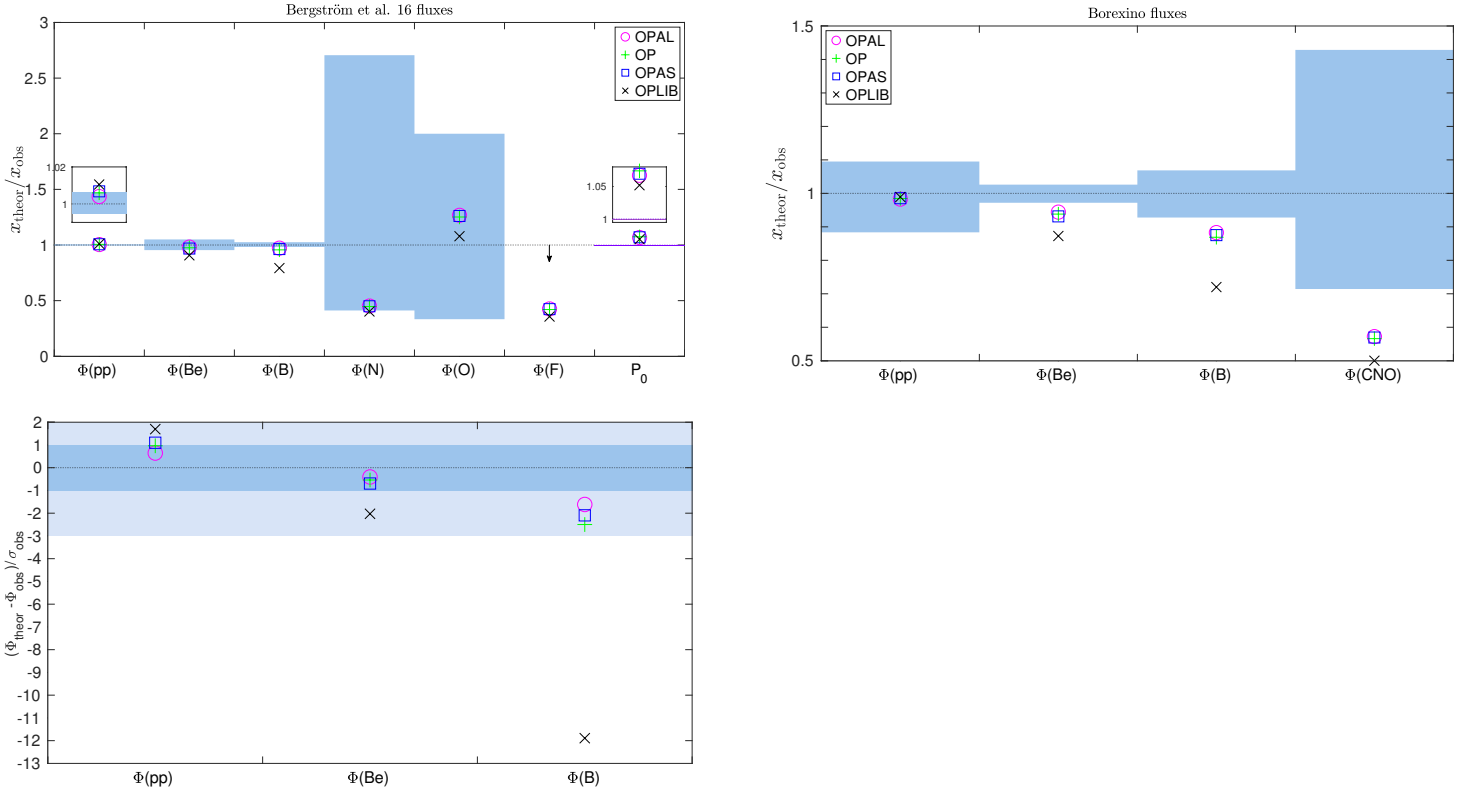 Bergström et al. 16 fluxes
3
2.5
2
1.5
1
0.5
0
x_theor/x_obs
OPAL
OP
OPAS
OPLIB
1.02
1
1.05
1
Φ(pp)
Φ(Be)
Φ(B)
Φ(N)
Φ(O)
Φ(F)
P_0
Borexino fluxes
1.5
1
0.5
x_theor/x_obs
OPAL
OP
OPAS
OPLIB
Φ(pp)
Φ(Be)
Φ(B)
Φ(CNO)
2
1
0
-1
-2
-3
-4
-5
-6
-7
-8
-9
-10
-11
-12
-13
(Φ_theor -Φ_obs)/σ_obs
Φ(pp)
Φ(Be)
Φ(B)